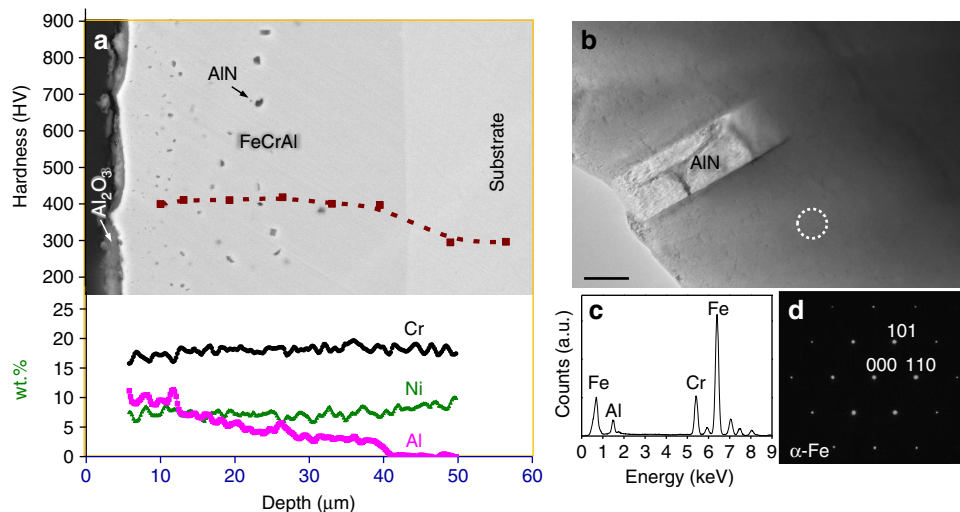 a
Hardness (HV)
900
800
700
600
500
400
300
200
AlN
FeCrAl
Substrate
Al₂O₃
wt.%
25
20
15
10
5
0
Cr
Ni
Al
0 10 20 30 40 50 60
Depth (μm)
b
AlN
c
Counts (a.u.)
Fe
Al
Cr
Fe
0 1 2 3 4 5 6 7 8 9
Energy (keV)
d
101
000 110
α-Fe